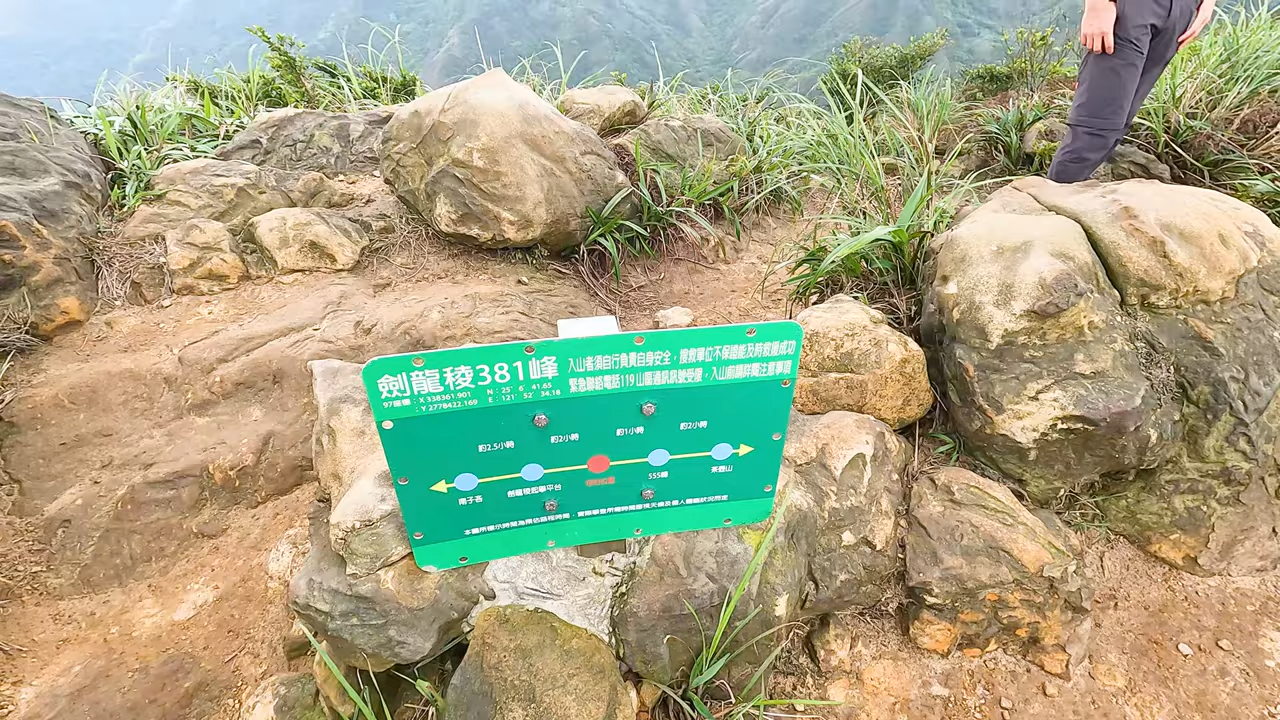 劍龍稜381峰
入山者須自行負責自身安全，搜救單位不保證能及時救援成功
緊急聯絡電話119 山區通訊訊號受擾，入山前請詳閱注意事項
97座標：X 338361.901 N：25° 6' 41.65
：Y 2778422.169 E：121° 52' 34.18
約2.5小時 約2小時 約1小時 約2小時
南子吝 劍龍稜起攀平台 555峰 茶壺山